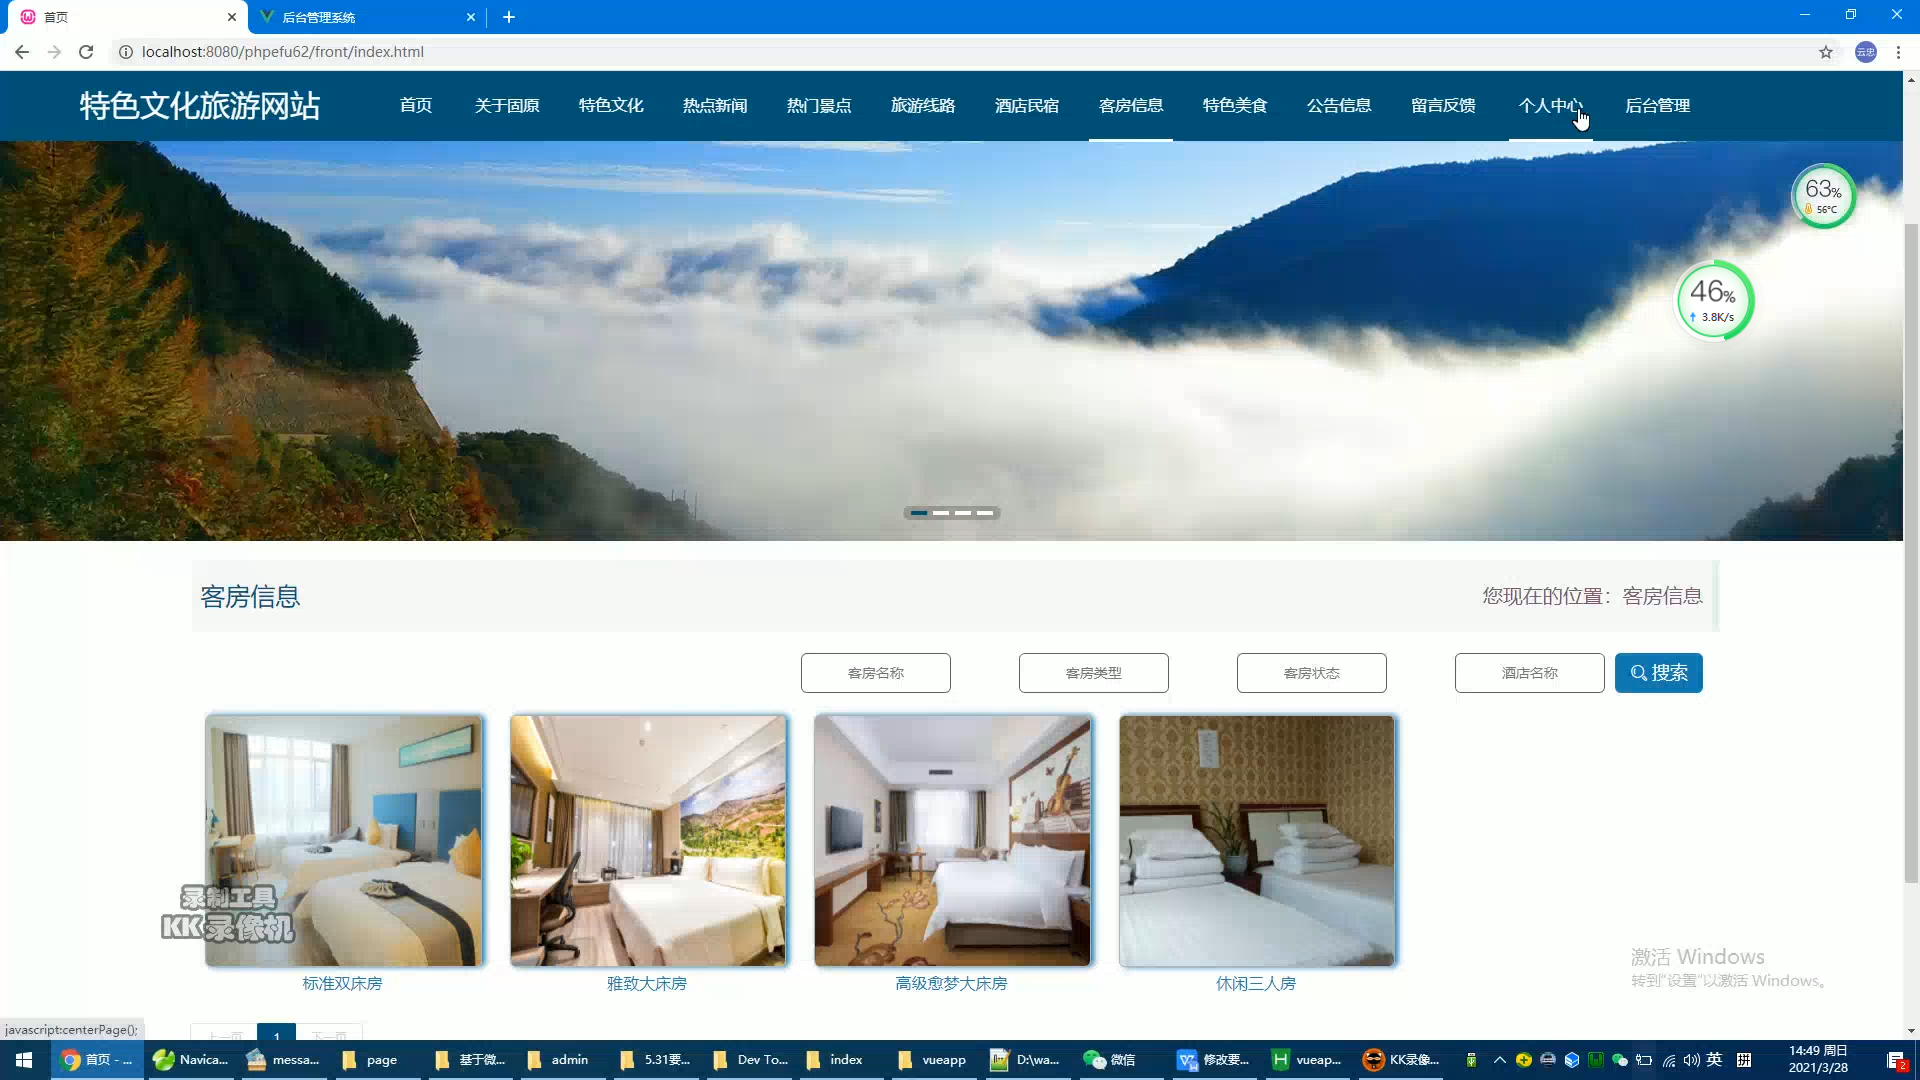 首页
后台管理系统
localhost:8080/phpefu62/front/index.html
云忠
特色文化旅游网站
首页 关于固原 特色文化 热点新闻 热门景点 旅游线路 酒店民宿 客房信息 特色美食 公告信息 留言反馈 个人中心 后台管理
63%
56°C
46%
3.8K/s
客房信息
您现在的位置：客房信息
客房名称 客房类型 客房状态 酒店名称 搜索
录制工具
KK录像机
标准双床房 雅致大床房 高级愈梦大床房 休闲三人房
激活 Windows
转到"设置"以激活 Windows。
上一页 1 下一页
javascript:centerPage();
首页 - ... Navica... messa... page 基于微... admin 5.31要... Dev To... index vueapp D:\wa... 微信 修改要... vueap... KK录像... 英 拼
14:49 周日
2021/3/28
2